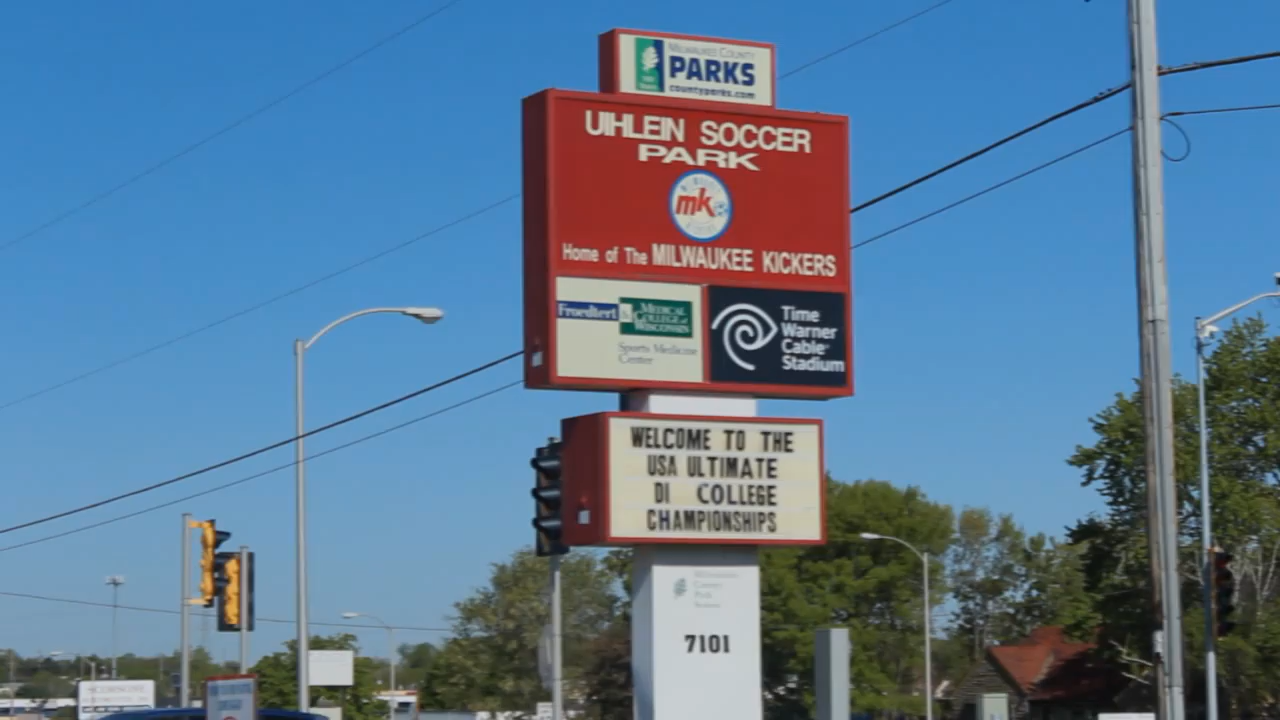 MILWAUKEE COUNTY
PARKS
countyparks.com
UIHLEIN SOCCER
PARK
mk
Home of The MILWAUKEE KICKERS
Froedtert & MEDICAL
COLLEGE of
WISCONSIN
Sports Medicine
Center
Time
Warner
Cable
Stadium
WELCOME TO THE
USA ULTIMATE
DI COLLEGE
CHAMPIONSHIPS
7101